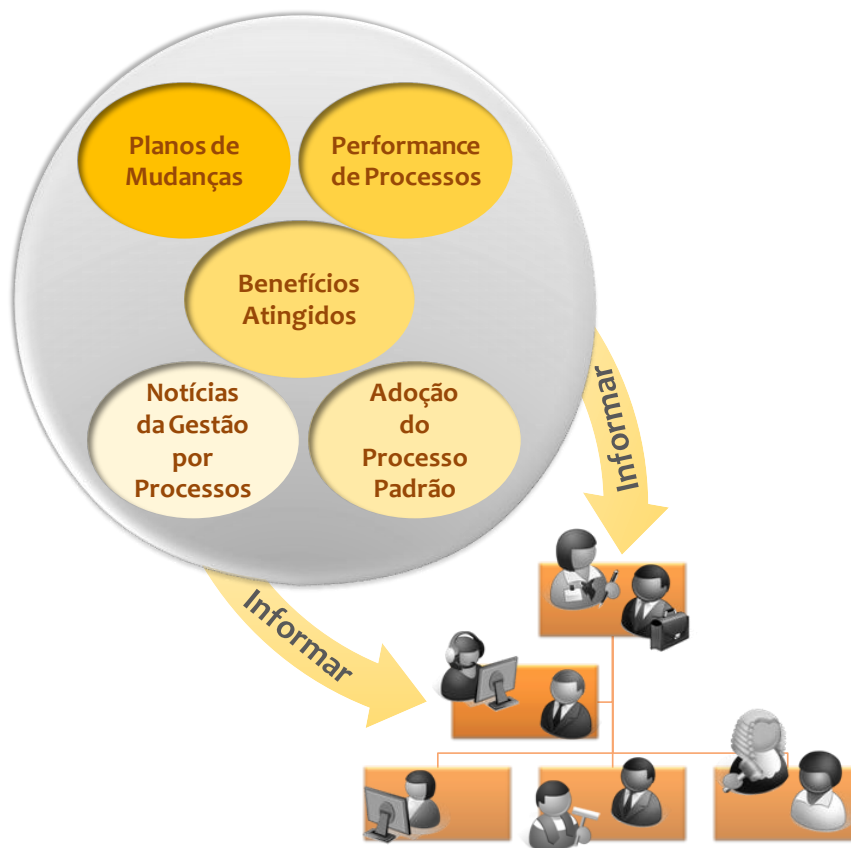 Planos de
Mudanças
Performance
de Processos
Benefícios
Atingidos
Notícias
da Gestão
por
Processos
Adoção
do
Processo
Padrão
Informar
Informar